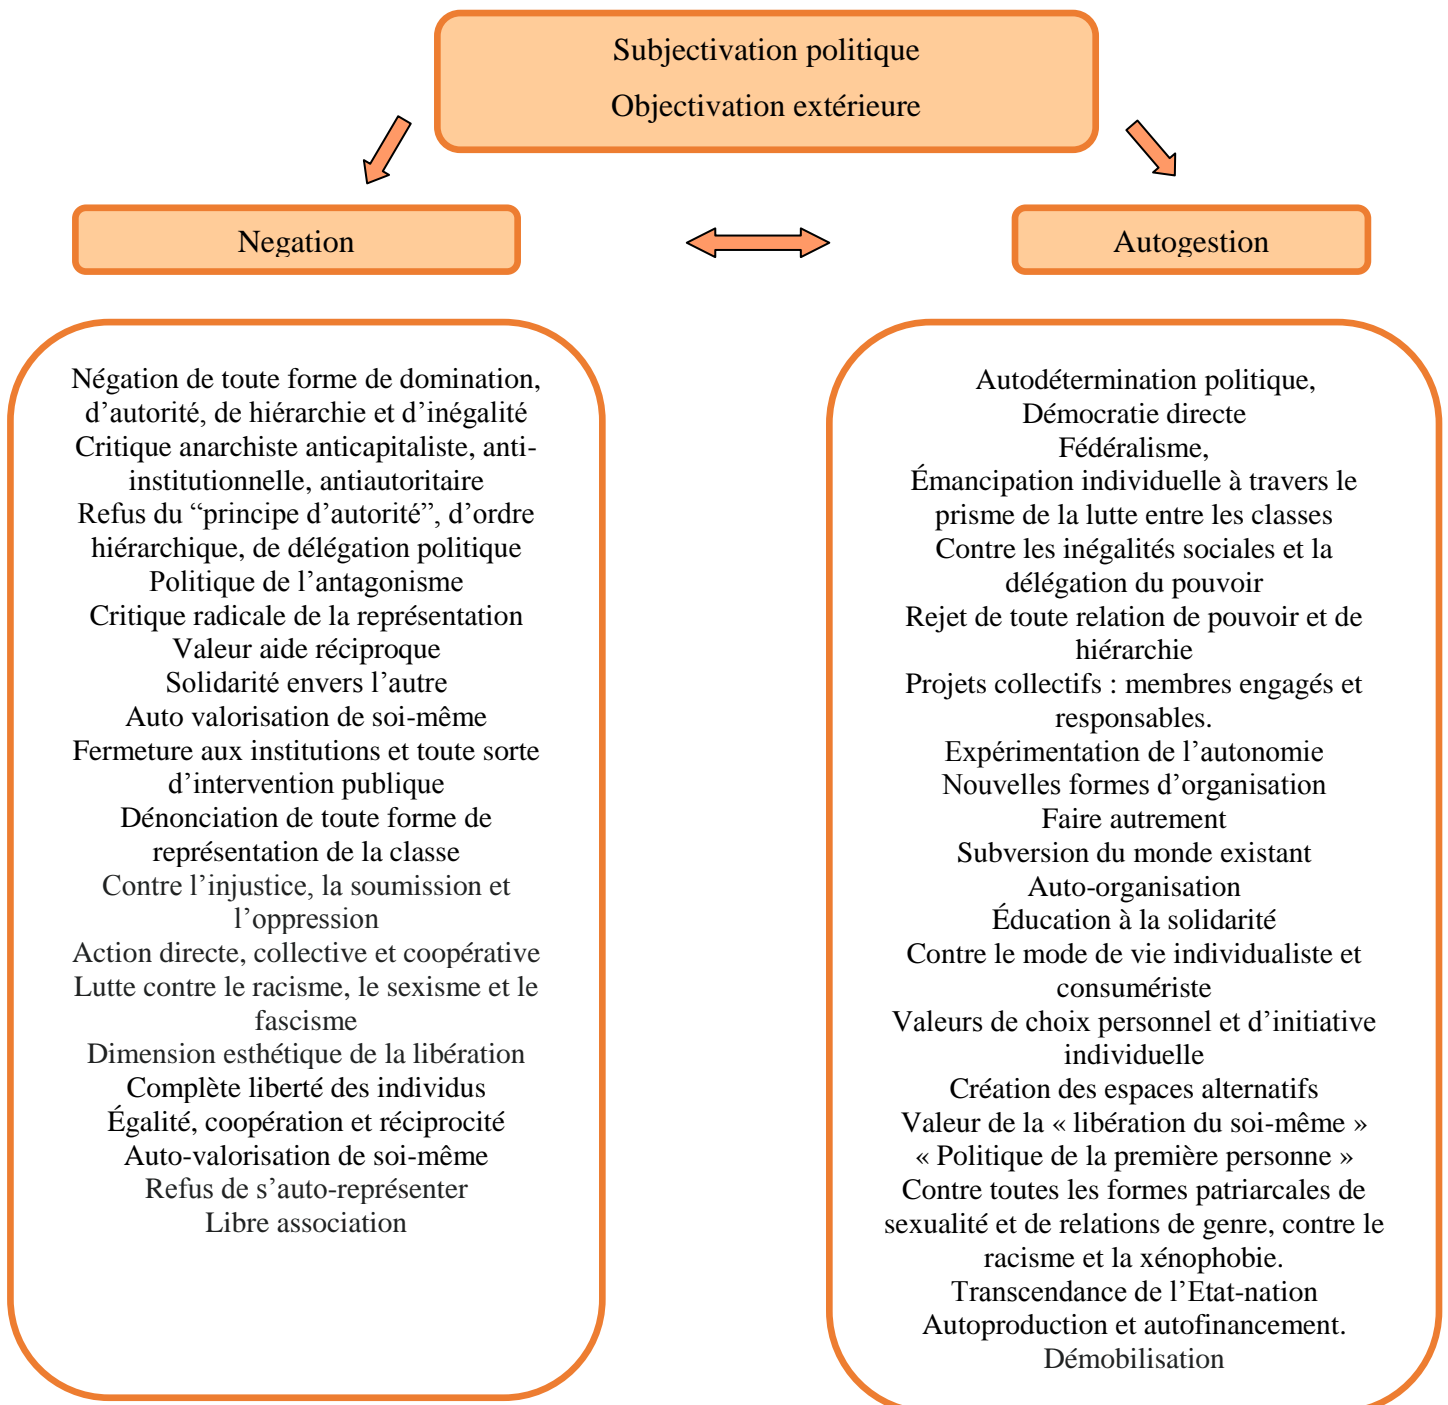 Subjectivation politique
Objectivation extérieure
Negation
Autogestion
Négation de toute forme de domination,
d’autorité, de hiérarchie et d’inégalité
Critique anarchiste anticapitaliste, anti-
institutionnelle, antiautoritaire
Refus du “principe d’autorité”, d’ordre
hiérarchique, de délégation politique
Politique de l’antagonisme
Critique radicale de la représentation
Valeur aide réciproque
Solidarité envers l’autre
Auto valorisation de soi-même
Fermeture aux institutions et toute sorte
d’intervention publique
Dénonciation de toute forme de
représentation de la classe
Contre l’injustice, la soumission et
l’oppression
Action directe, collective et coopérative
Lutte contre le racisme, le sexisme et le
fascisme
Dimension esthétique de la libération
Complète liberté des individus
Égalité, coopération et réciprocité
Auto-valorisation de soi-même
Refus de s’auto-représenter
Libre association
Autodétermination politique,
Démocratie directe
Fédéralisme,
Émancipation individuelle à travers le
prisme de la lutte entre les classes
Contre les inégalités sociales et la
délégation du pouvoir
Rejet de toute relation de pouvoir et de
hiérarchie
Projets collectifs : membres engagés et
responsables.
Expérimentation de l’autonomie
Nouvelles formes d’organisation
Faire autrement
Subversion du monde existant
Auto-organisation
Éducation à la solidarité
Contre le mode de vie individualiste et
consumériste
Valeurs de choix personnel et d’initiative
individuelle
Création des espaces alternatifs
Valeur de la « libération du soi-même »
« Politique de la première personne »
Contre toutes les formes patriarcales de
sexualité et de relations de genre, contre le
racisme et la xénophobie.
Transcendance de l’Etat-nation
Autoproduction et autofinancement.
Démobilisation